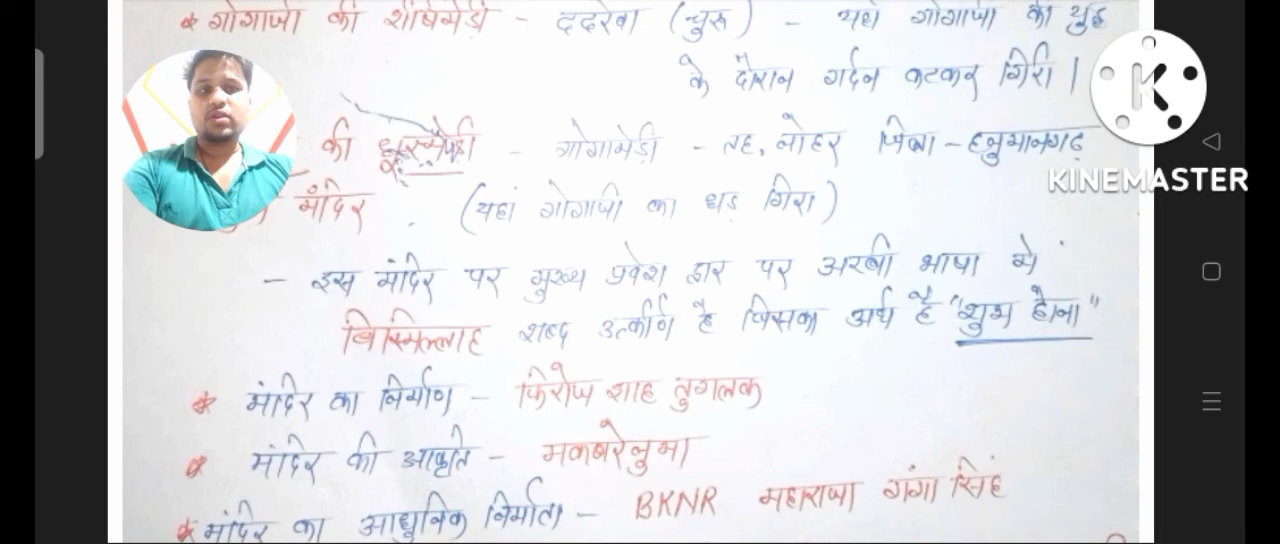 * गोगाजी की शीर्षमेड़ी - ददरेवा (चुरू) - यहां गोगाजी की युद्ध
के दौरान गर्दन कटकर गिरी।
की धुरमेड़ी - गोगामेड़ी - तह. नोहर जिला - हनुमानगढ़
KINEMASTER
मंदिर (यहां गोगाजी का धड़ गिरा)
- इस मंदिर पर मुख्य प्रवेश द्वार पर अरबी भाषा में
बिस्मिल्लाह शब्द उत्कीर्ण है जिसका अर्थ है "शुभ होना"
* मंदिर का निर्माण - फिरोज शाह तुगलक
* मंदिर की आकृति - मकबरेनुमा
* मंदिर का आधुनिक निर्माता - BKNR महाराजा गंगा सिंह